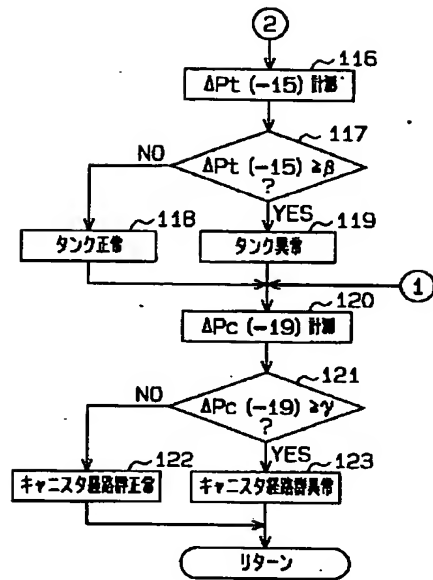 2
116
ΔPt (-15) 計測
117
ΔPt (-15) ≧β
?
NO
YES
118
119
タンク正常
タンク異常
1
120
ΔPc (-19) 計測
121
ΔPc (-19) ≧γ
?
NO
YES
122
123
キャニスタ経路群正常
キャニスタ経路群異常
リターン